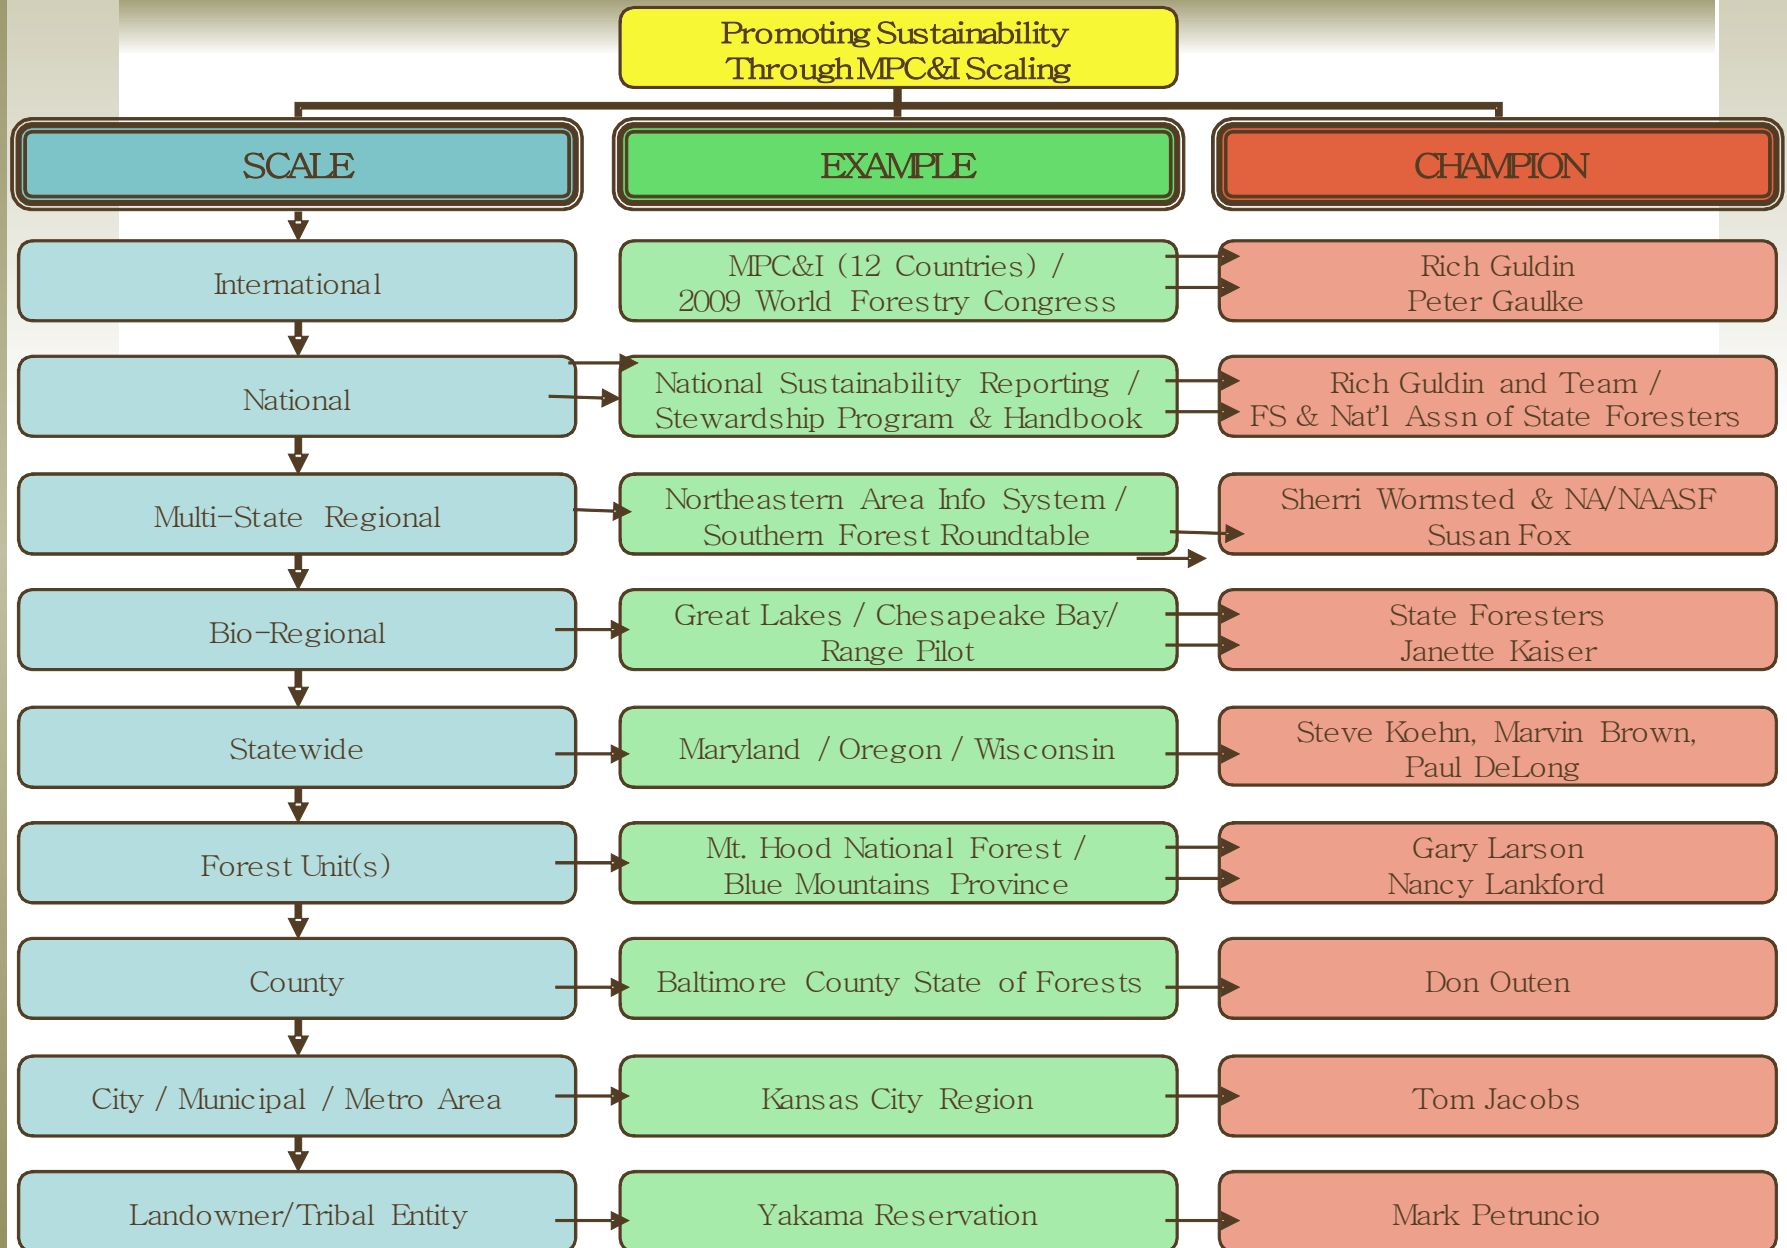 Promoting Sustainability
Through MPC&I Scaling
SCALE
EXAMPLE
CHAMPION
International
MPC&I (12 Countries) /
2009 World Forestry Congress
Rich Guldin
Peter Gaulke
National
National Sustainability Reporting /
Stewardship Program & Handbook
Rich Guldin and Team /
FS & Nat'l Assn of State Foresters
Multi-State Regional
Northeastern Area Info System /
Southern Forest Roundtable
Sherri Wormsted & NA/NAASF
Susan Fox
Bio-Regional
Great Lakes / Chesapeake Bay/
Range Pilot
State Foresters
Janette Kaiser
Statewide
Maryland / Oregon / Wisconsin
Steve Koehn, Marvin Brown,
Paul DeLong
Forest Unit(s)
Mt. Hood National Forest /
Blue Mountains Province
Gary Larson
Nancy Lankford
County
Baltimore County State of Forests
Don Outen
City / Municipal / Metro Area
Kansas City Region
Tom Jacobs
Landowner/Tribal Entity
Yakama Reservation
Mark Petruncio